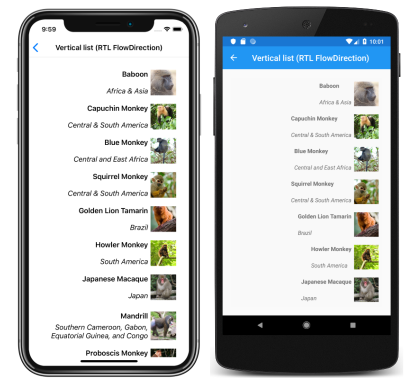 9:59
Vertical list (RTL FlowDirection)
Baboon
Africa & Asia
Capuchin Monkey
Central & South America
Blue Monkey
Central and East Africa
Squirrel Monkey
Central & South America
Golden Lion Tamarin
Brazil
Howler Monkey
South America
Japanese Macaque
Japan
Mandrill
Southern Cameroon, Gabon,
Equatorial Guinea, and Congo
Proboscis Monkey
10:01
Vertical list (RTL FlowDirection)
Baboon
Africa & Asia
Capuchin Monkey
Central & South America
Blue Monkey
Central and East Africa
Squirrel Monkey
Central & South America
Golden Lion Tamarin
Brazil
Howler Monkey
South America
Japanese Macaque
Japan